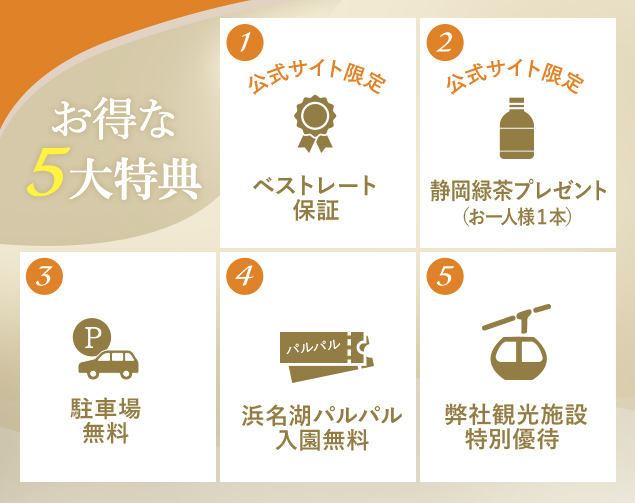 お得な
5大特典
1
公式サイト限定
ベストレート
保証
2
公式サイト限定
静岡緑茶プレゼント
(お一人様1本)
3
P
駐車場
無料
4
パルパル
浜名湖パルパル
入園無料
5
弊社観光施設
特別優待